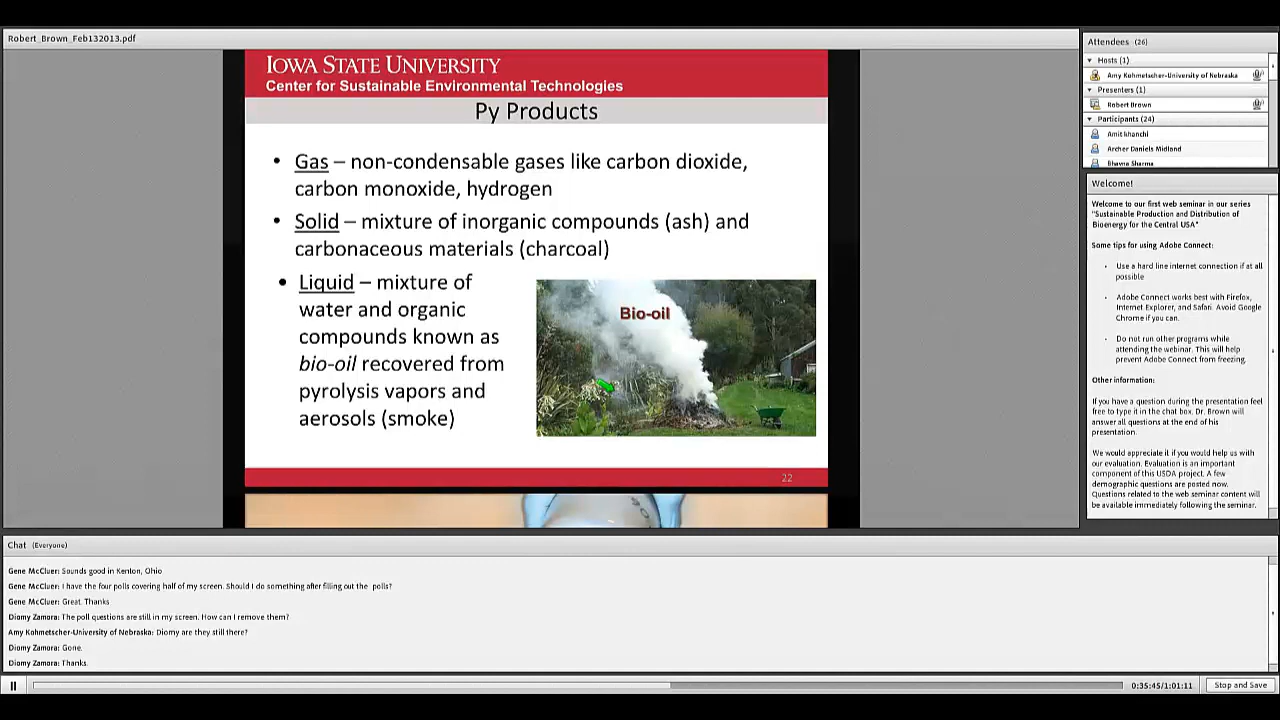 Robert_Brown_Feb132013.pdf
IOWA STATE UNIVERSITY
Center for Sustainable Environmental Technologies
Py Products
• Gas – non-condensable gases like carbon dioxide,
carbon monoxide, hydrogen
• Solid – mixture of inorganic compounds (ash) and
carbonaceous materials (charcoal)
• Liquid – mixture of
water and organic
compounds known as
bio-oil recovered from
pyrolysis vapors and
aerosols (smoke)
Bio-oil
22
Attendees (26)
Hosts (1)
Amy Kohmetscher-University of Nebraska
Presenters (1)
Robert Brown
Participants (24)
Amit khanchi
Archer Daniels Midland
Bhavna Sharma
Welcome!
Welcome to our first web seminar in our series
"Sustainable Production and Distribution of
Bioenergy for the Central USA"
Some tips for using Adobe Connect:
• Use a hard line internet connection if at all
possible
• Adobe Connect works best with Firefox,
Internet Explorer, and Safari. Avoid Google
Chrome if you can.
• Do not run other programs while
attending the webinar. This will help
prevent Adobe Connect from freezing.
Other information:
If you have a question during the presentation feel
free to type it in the chat box. Dr. Brown will
answer all questions at the end of his
presentation.
We would appreciate it if you would help us with
our evaluation. Evaluation is an important
component of this USDA project. A few
demographic questions are posted now.
Questions related to the web seminar content will
be available immediately following the seminar.
Chat (Everyone)
Gene McCluer: Sounds good in Kenton, Ohio
Gene McCluer: I have the four polls covering half of my screen. Should I do something after filling out the polls?
Gene McCluer: Great. Thanks
Diomy Zamora: The poll questions are still in my screen. How can I remove them?
Amy Kohmetscher-University of Nebraska: Diomy are they still there?
Diomy Zamora: Gone.
Diomy Zamora: Thanks.
0:35:45/1:01:11
Stop and Save